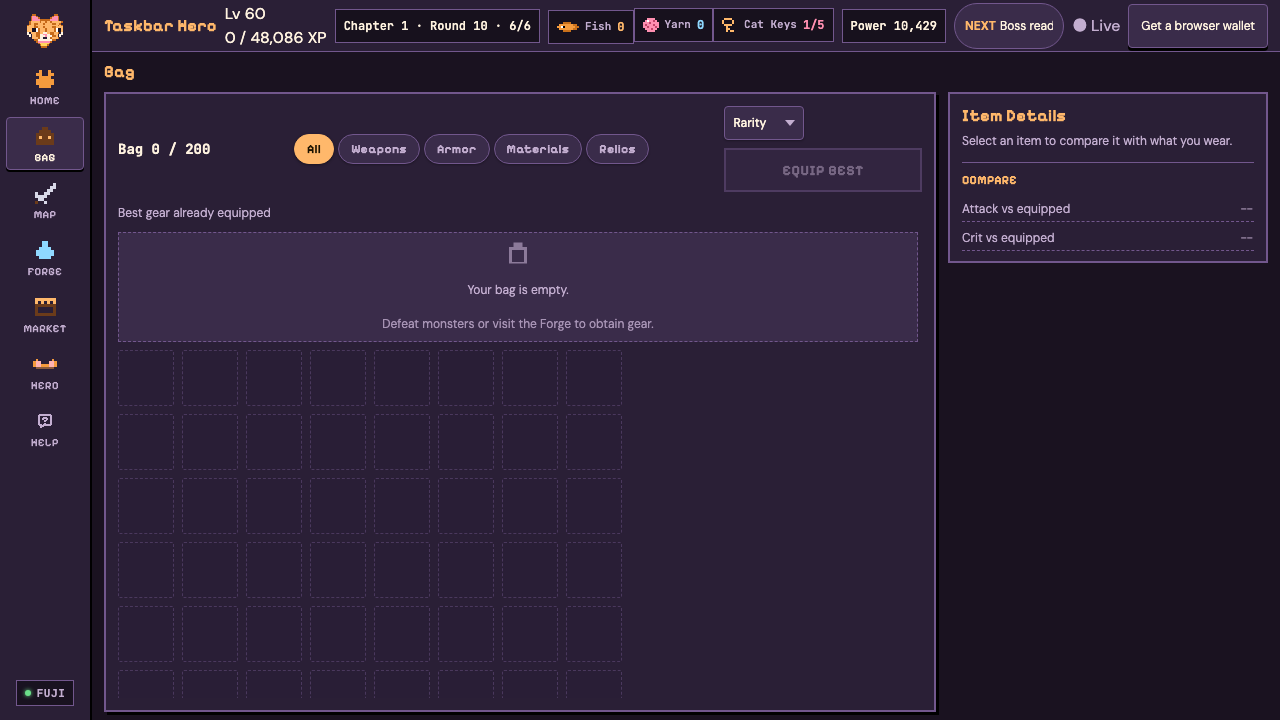 Taskbar Hero
Lv 60
0 / 48,086 XP
Chapter 1 · Round 10 · 6/6
Fish 0
Yarn 0
Cat Keys 1/5
Power 10,429
NEXT Boss read
Live
Get a browser wallet
HOME
BAG
MAP
FORGE
MARKET
HERO
HELP
FUJI
Bag
Bag 0 / 200
All
Weapons
Armor
Materials
Relics
Rarity
EQUIP BEST
Best gear already equipped
Your bag is empty.
Defeat monsters or visit the Forge to obtain gear.
Item Details
Select an item to compare it with what you wear.
COMPARE
Attack vs equipped —
Crit vs equipped —